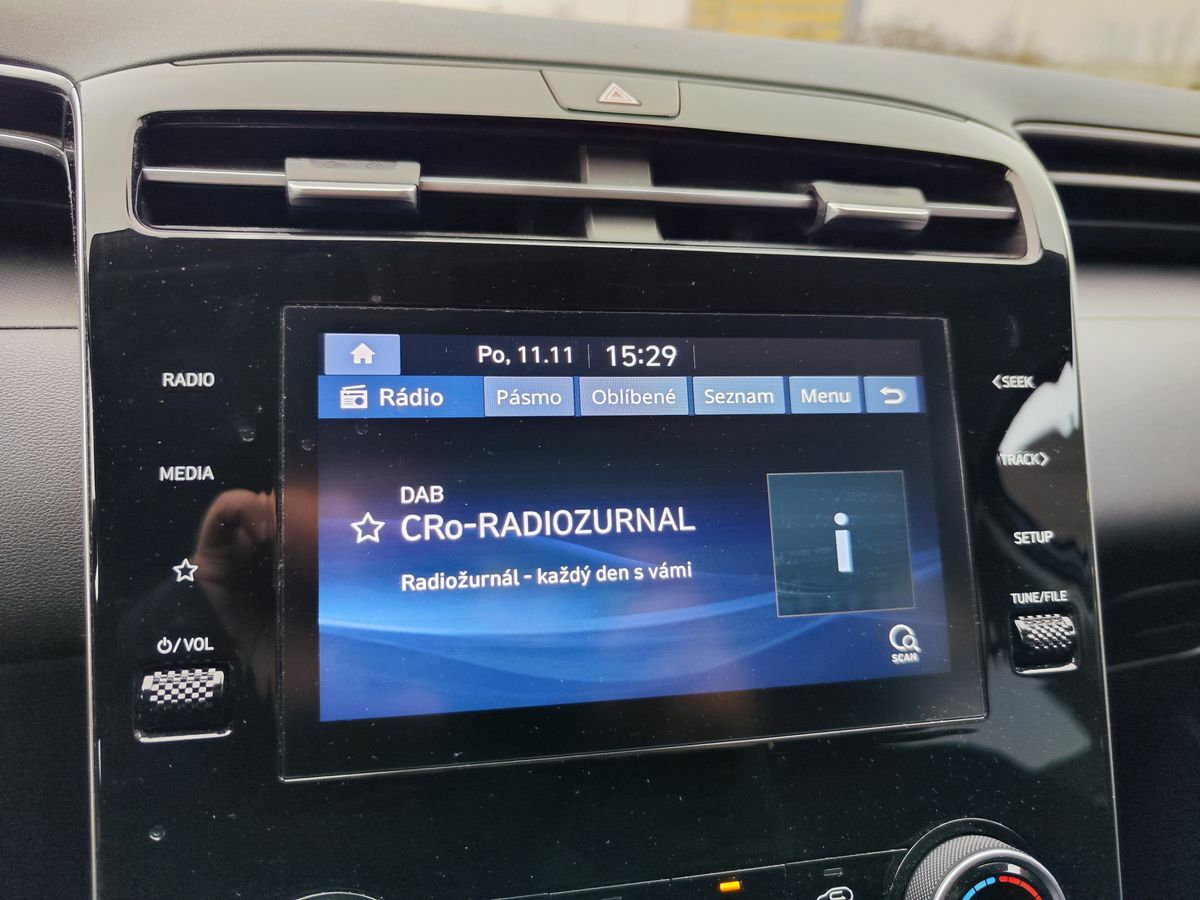 Po, 11.11 15:29
RADIO
Rádio Pásmo Oblíbené Seznam Menu
<SEEK
MEDIA
TRACK>
DAB
CRo-RADIOZURNAL
Radiožurnál - každý den s vámi
SETUP
TUNE/FILE
/VOL
SCAN